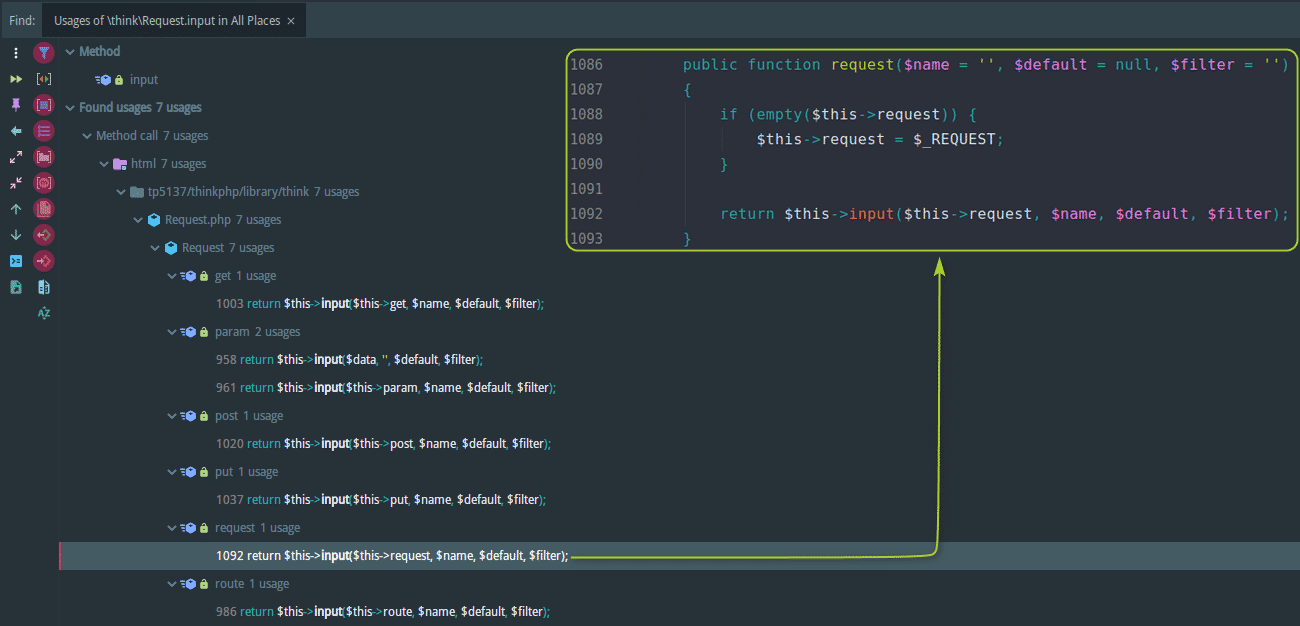 Find: Usages of \think\Request.input in All Places ×
Method
input
Found usages 7 usages
Method call 7 usages
html 7 usages
tp5137/thinkphp/library/think 7 usages
Request.php 7 usages
Request 7 usages
get 1 usage
1003 return $this->input($this->get, $name, $default, $filter);
param 2 usages
958 return $this->input($data, '', $default, $filter);
961 return $this->input($this->param, $name, $default, $filter);
post 1 usage
1020 return $this->input($this->post, $name, $default, $filter);
put 1 usage
1037 return $this->input($this->put, $name, $default, $filter);
request 1 usage
1092 return $this->input($this->request, $name, $default, $filter);
route 1 usage
986 return $this->input($this->route, $name, $default, $filter);
1086 public function request($name = '', $default = null, $filter = '')
1087 {
1088 if (empty($this->request)) {
1089 $this->request = $_REQUEST;
1090 }
1091
1092 return $this->input($this->request, $name, $default, $filter);
1093 }